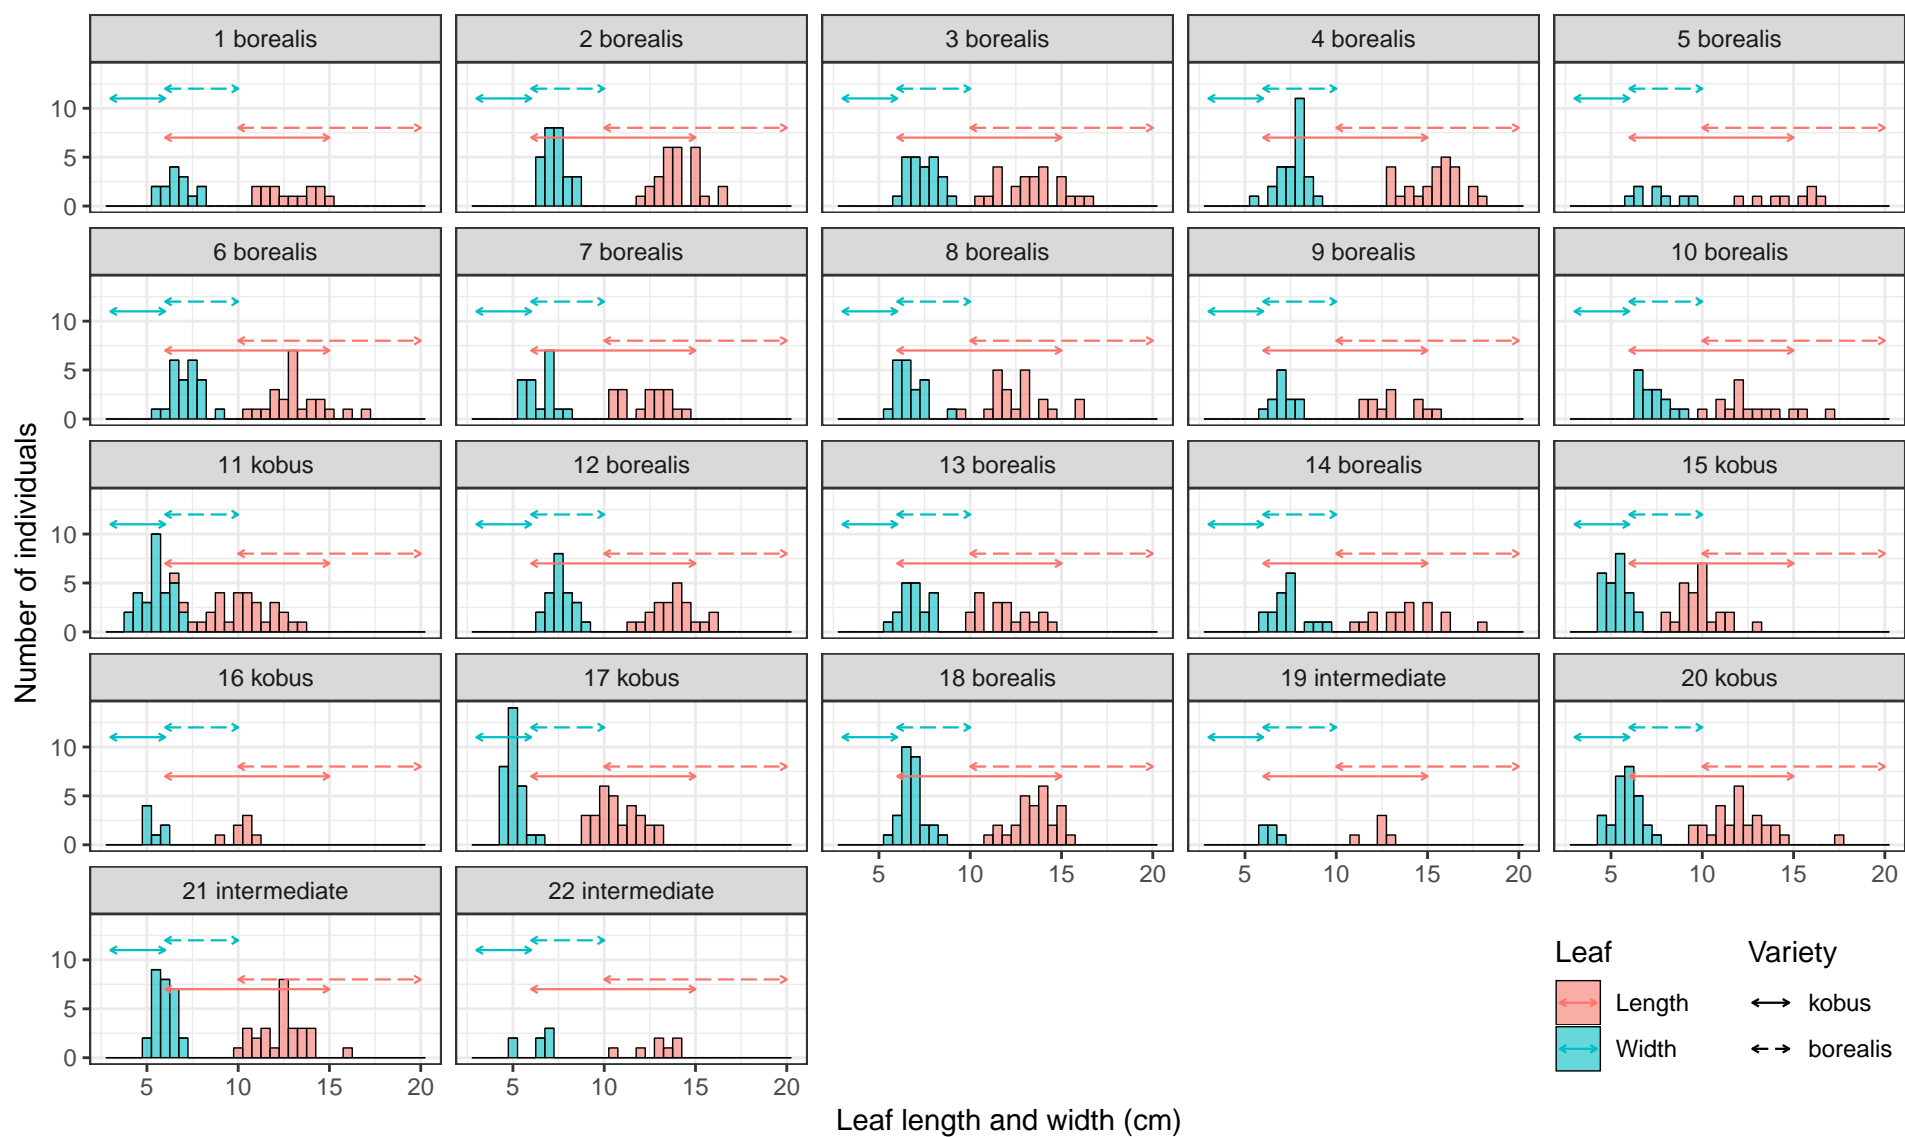 1 borealis
2 borealis
3 borealis
4 borealis
5 borealis
10
5
0
6 borealis
7 borealis
8 borealis
9 borealis
10 borealis
10
5
0
11 kobus
12 borealis
13 borealis
14 borealis
15 kobus
10
5
0
16 kobus
17 kobus
18 borealis
19 intermediate
20 kobus
10
5
0
5 10 15 20
5 10 15 20
5 10 15 20
21 intermediate
22 intermediate
10
5
0
5 10 15 20
5 10 15 20
Number of individuals
Leaf length and width (cm)
Leaf
Length
Width
Variety
kobus
borealis